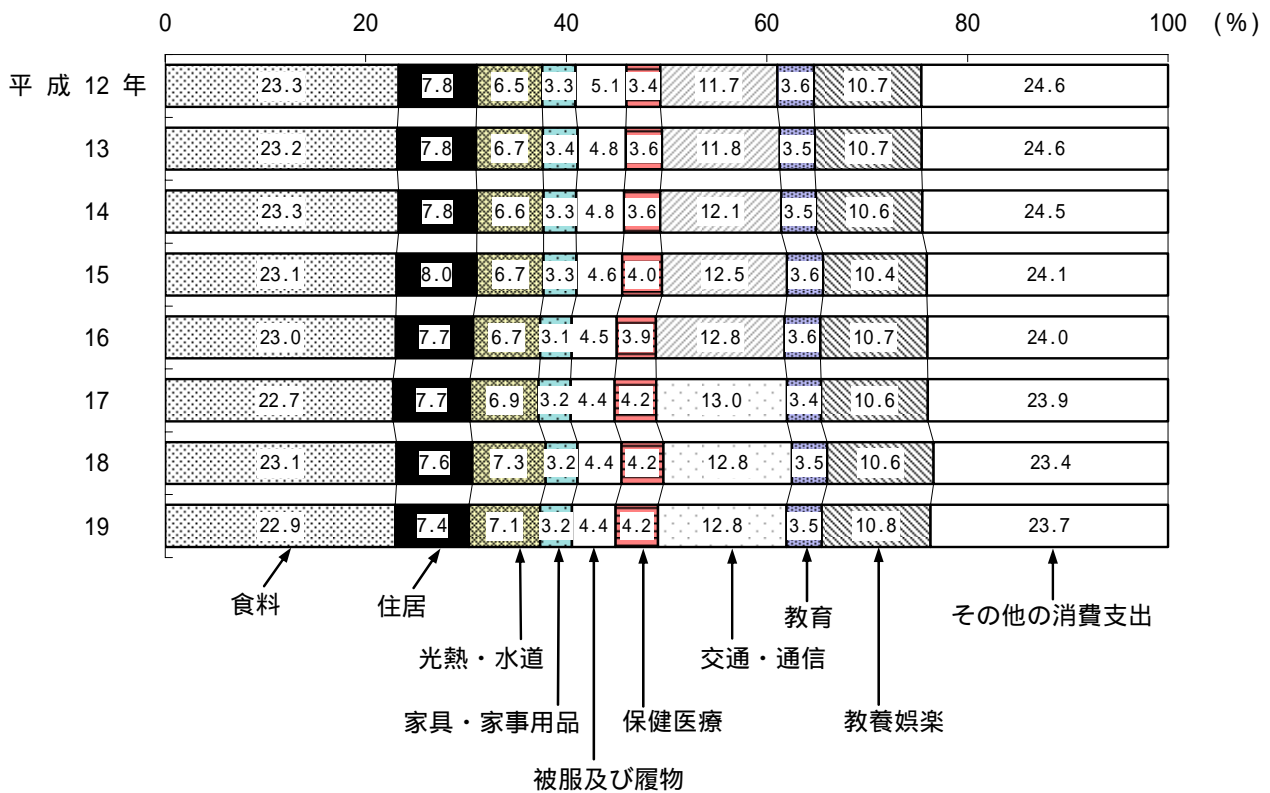 0 20 40 60 80 100 (%)
平成12年 23.3 7.8 6.5 3.3 5.1 3.4 11.7 3.6 10.7 24.6
13 23.2 7.8 6.7 3.4 4.8 3.6 11.8 3.5 10.7 24.6
14 23.3 7.8 6.6 3.3 4.8 3.6 12.1 3.5 10.6 24.5
15 23.1 8.0 6.7 3.3 4.6 4.0 12.5 3.6 10.4 24.1
16 23.0 7.7 6.7 3.1 4.5 3.9 12.8 3.6 10.7 24.0
17 22.7 7.7 6.9 3.2 4.4 4.2 13.0 3.4 10.6 23.9
18 23.1 7.6 7.3 3.2 4.4 4.2 12.8 3.5 10.6 23.4
19 22.9 7.4 7.1 3.2 4.4 4.2 12.8 3.5 10.8 23.7
食料 住居 教育 その他の消費支出
光熱・水道 交通・通信
家具・家事用品 保健医療 教養娯楽
被服及び履物